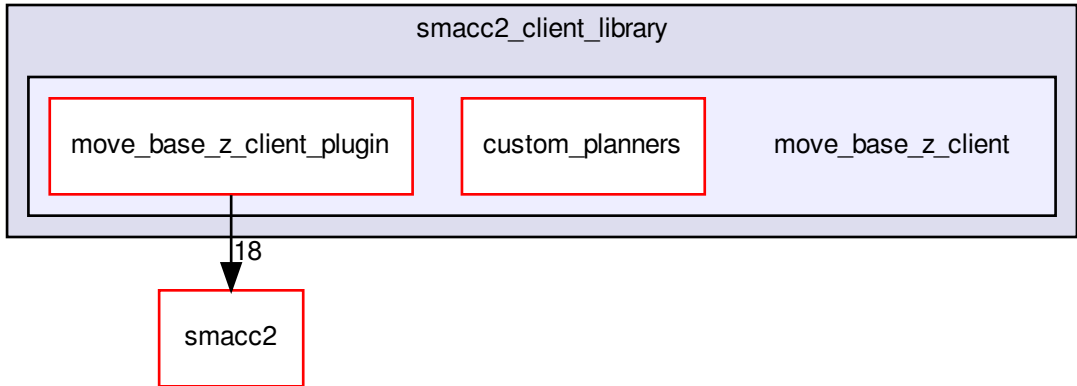 smacc2_client_library
move_base_z_client_plugin
custom_planners
move_base_z_client
18
smacc2